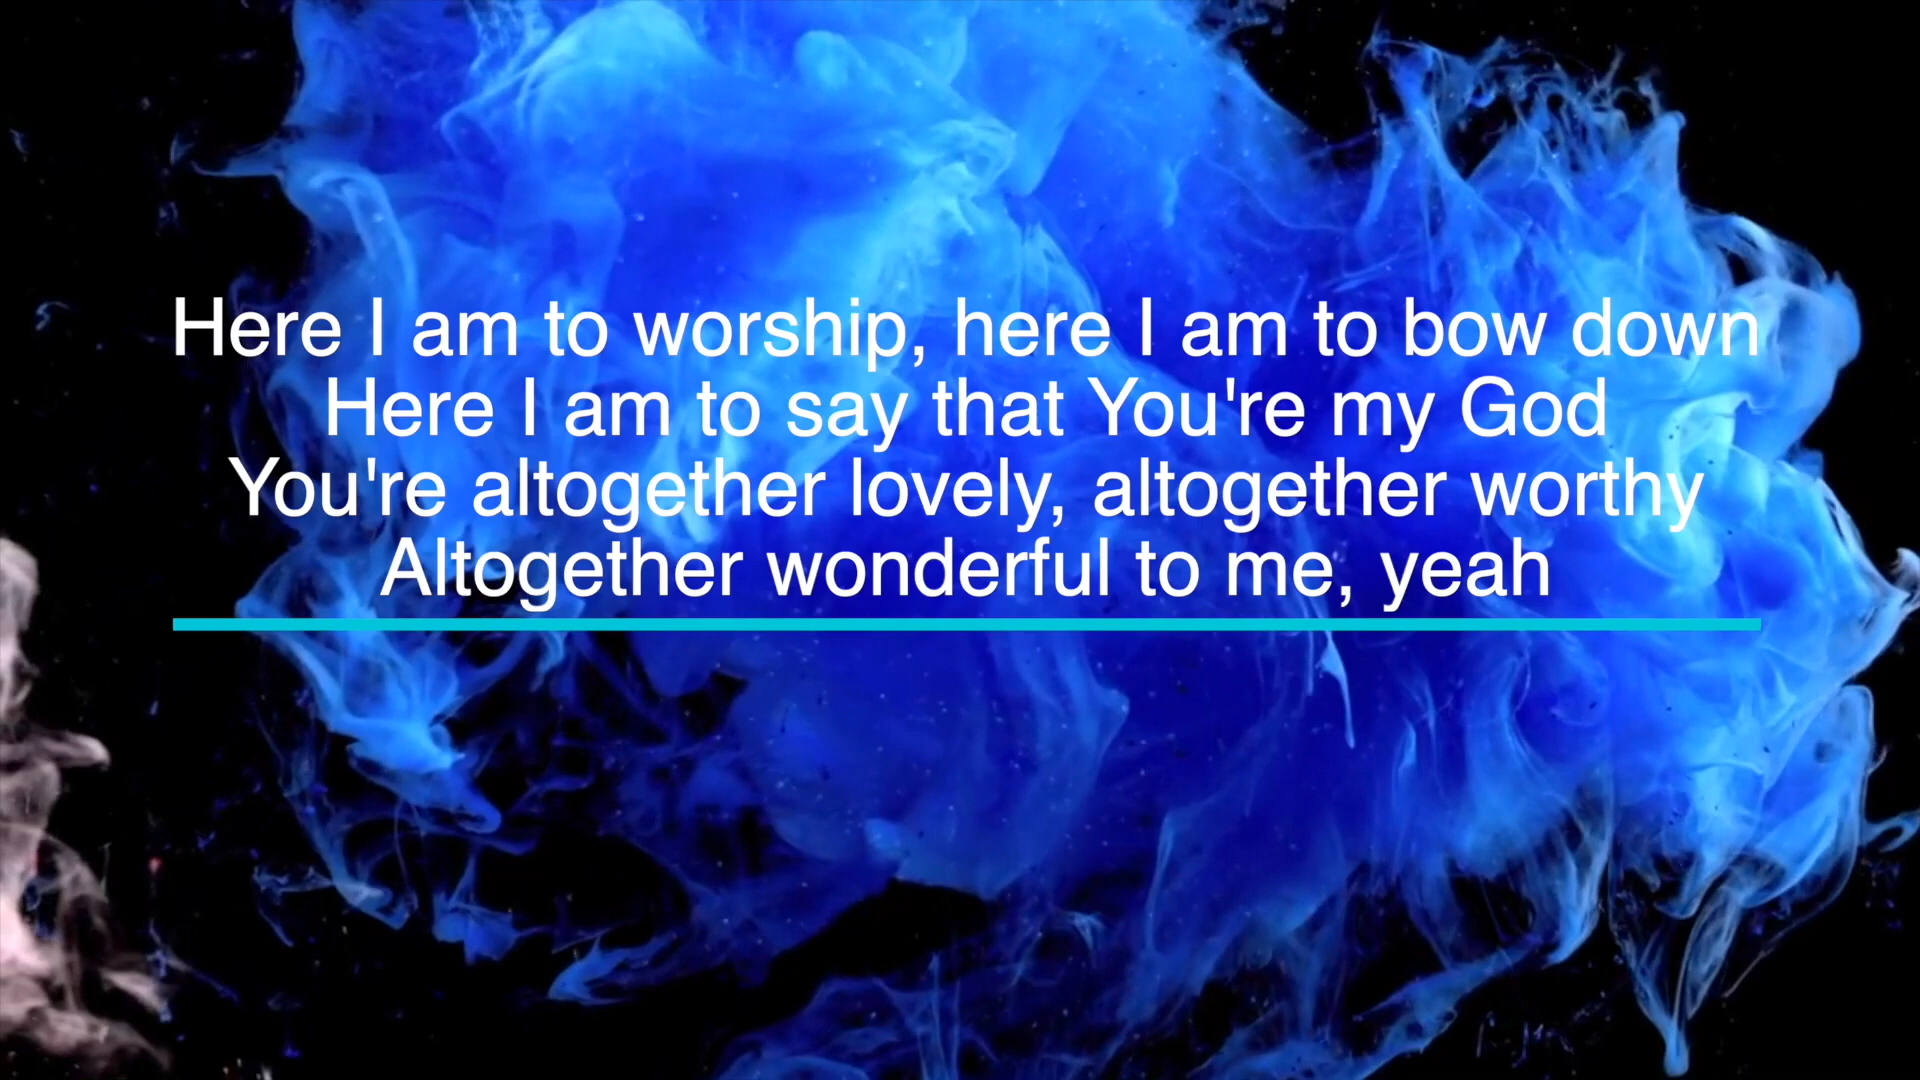 Here I am to worship, here I am to bow down
Here I am to say that You're my God
You're altogether lovely, altogether worthy
Altogether wonderful to me, yeah